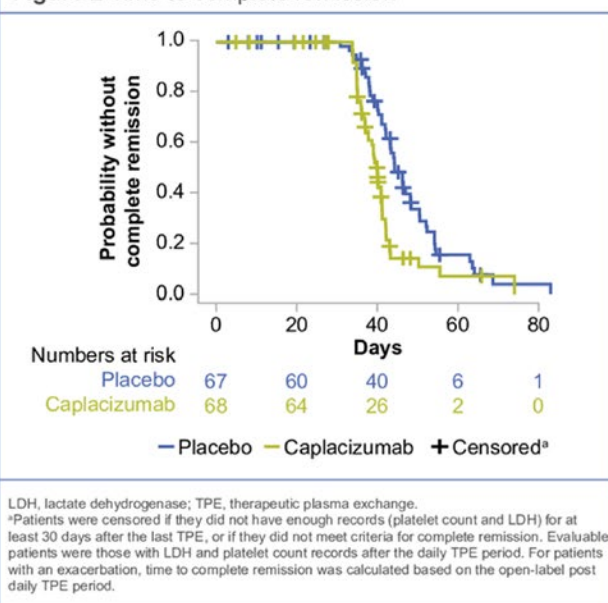 1.0
0.8
0.6
0.4
0.2
0.0
Probability without
complete remission
0 20 40 60 80
Days
Numbers at risk
Placebo 67 60 40 6 1
Caplacizumab 68 64 26 2 0
Placebo Caplacizumab Censoredᵃ
LDH, lactate dehydrogenase; TPE, therapeutic plasma exchange.
ᵃPatients were censored if they did not have enough records (platelet count and LDH) for at
least 30 days after the last TPE, or if they did not meet criteria for complete remission. Evaluable
patients were those with LDH and platelet count records after the daily TPE period. For patients
with an exacerbation, time to complete remission was calculated based on the open-label post
daily TPE period.